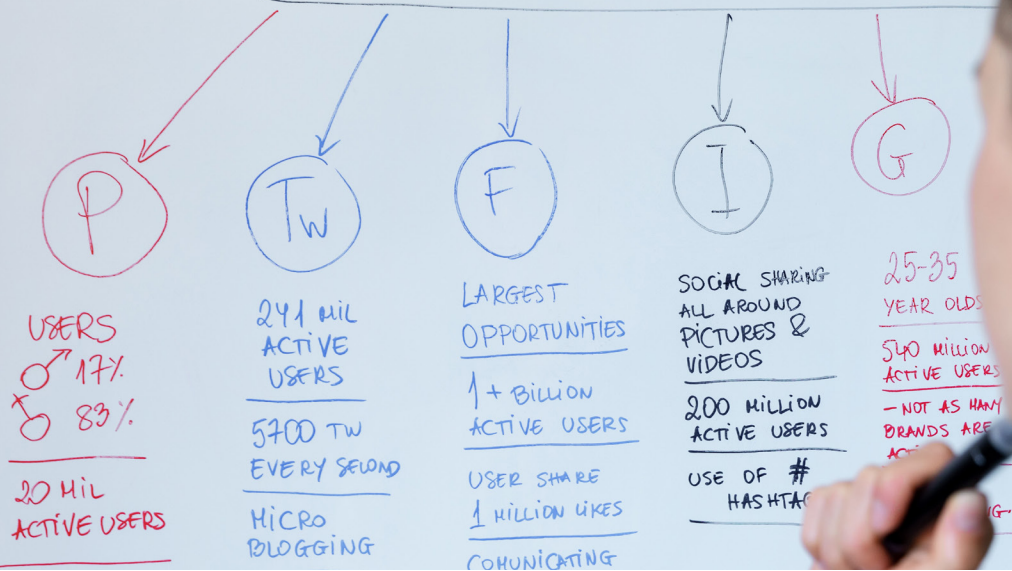 P
USERS
♂ 17%
♀ 83%
20 MIL
ACTIVE USERS
TW
241 MIL
ACTIVE
USERS
5700 TW
EVERY SECOND
MICRO
BLOGGING
F
LARGEST
OPPORTUNITIES
1 + BILLION
ACTIVE USERS
USER SHARE
1 MILLION LIKES
COMUNICATING
I
SOCIAL SHARING
ALL AROUND
PICTURES &
VIDEOS
200 MILLION
ACTIVE USERS
USE OF #
HASHTAG
G
25-35
YEAR OLDS
540 MILLION
ACTIVE USERS
- NOT AS MANY
BRANDS ARE